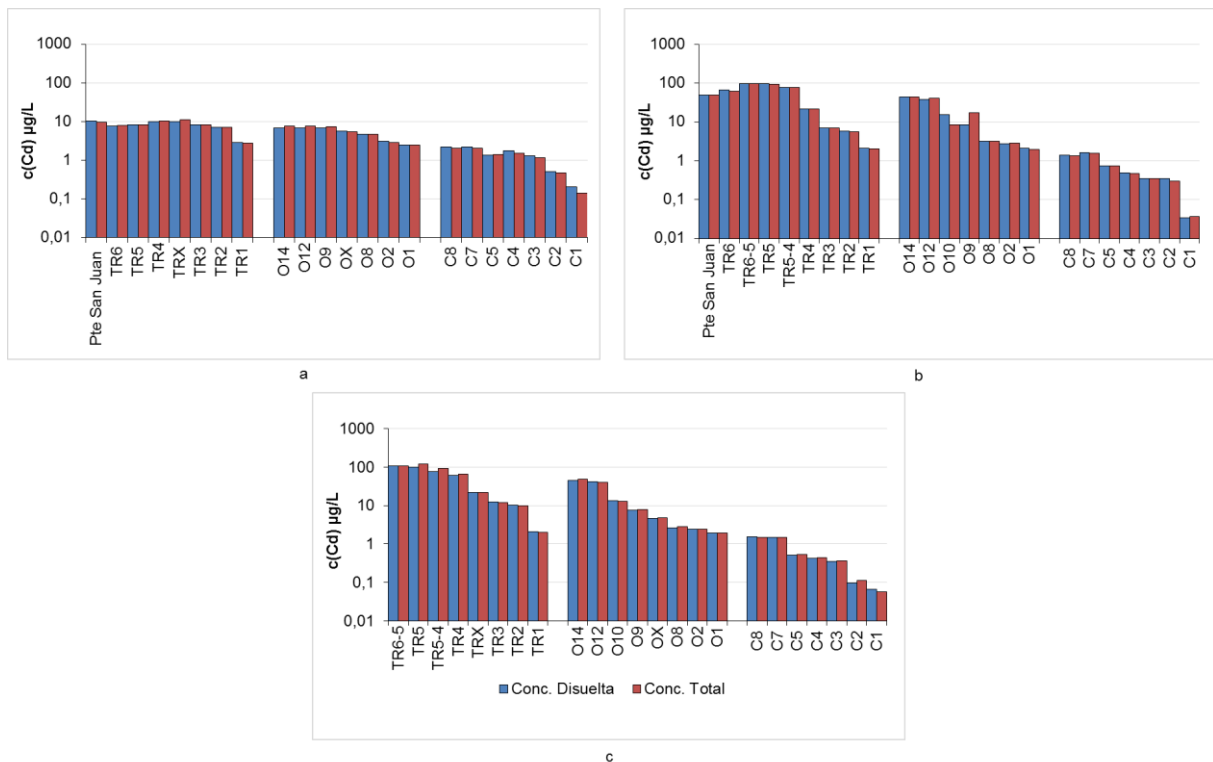 1000
100
10
1
0,1
0,01
c(Cd) µg/L
Pte San Juan
TR6
TR5
TR4
TRX
TR3
TR2
TR1
O14
O12
O9
OX
O8
O2
O1
C8
C7
C5
C4
C3
C2
C1
a
1000
100
10
1
0,1
0,01
c(Cd) µg/L
Pte San Juan
TR6
TR6-5
TR5
TR5-4
TR4
TR3
TR2
TR1
O14
O12
O10
O9
O8
O2
O1
C8
C7
C5
C4
C3
C2
C1
b
1000
100
10
1
0,1
0,01
c(Cd) µg/L
TR6-5
TR5
TR5-4
TR4
TRX
TR3
TR2
TR1
O14
O12
O10
O9
OX
O8
O2
O1
C8
C7
C5
C4
C3
C2
C1
Conc. Disuelta
Conc. Total
c